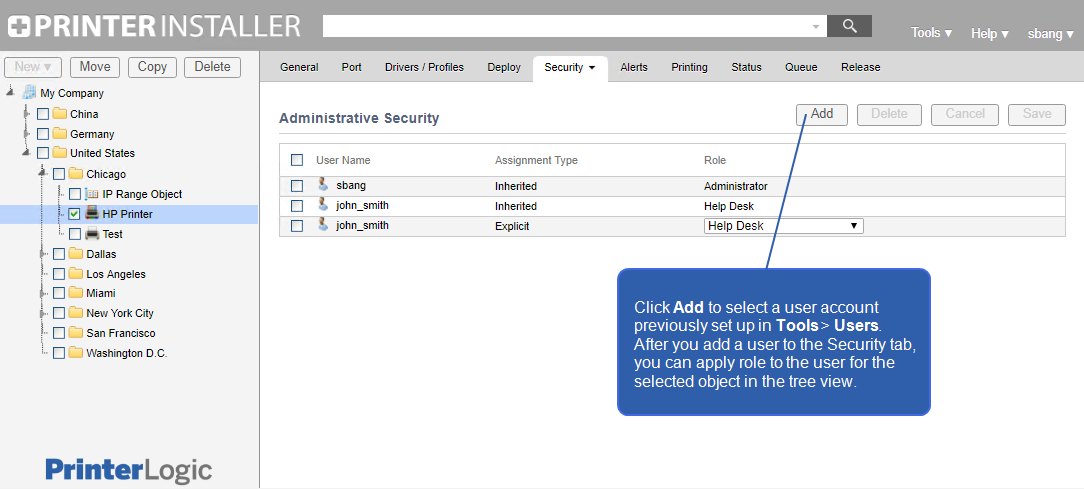 PRINTERINSTALLER
Tools ▾ Help ▾ sbang ▾
New ▾ Move Copy Delete
General Port Drivers / Profiles Deploy Security ▾ Alerts Printing Status Queue Release
My Company
China
Germany
United States
Chicago
IP Range Object
HP Printer
Test
Dallas
Los Angeles
Miami
New York City
San Francisco
Washington D.C.
PrinterLogic
Administrative Security
Add Delete Cancel Save
User Name Assignment Type Role
sbang Inherited Administrator
john_smith Inherited Help Desk
john_smith Explicit Help Desk ▾
Click Add to select a user account
previously set up in Tools > Users.
After you add a user to the Security tab,
you can apply role to the user for the
selected object in the tree view.